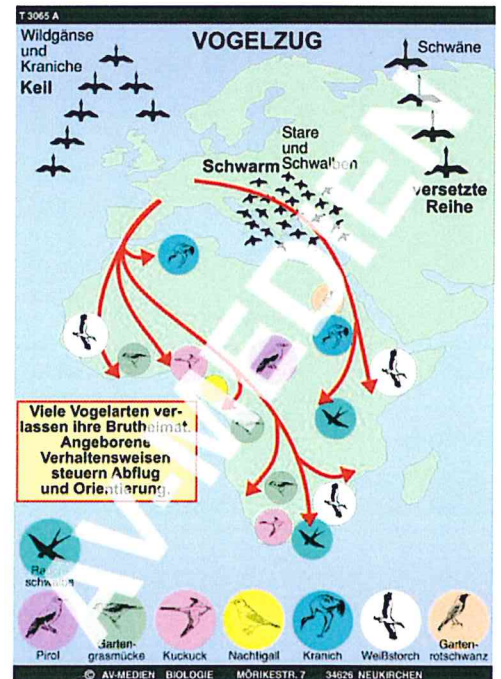 T 3065 A
VOGELZUG
Wildgänse
und
Kraniche
Keil
Schwäne
versetzte
Reihe
Stare
und
Schwarm Schwalben
Viele Vogelarten ver-
lassen ihre Brutheimat.
Angeborene
Verhaltensweisen
steuern Abflug
und Orientierung.
schwalbe
Pirol
Garten-
grasmücke
Kuckuck
Nachtigall
Kranich
Weißstorch
Garten-
rotschwanz
AV-MEDIEN
© AV-MEDIEN BIOLOGIE MÖRIKESTR. 7 34626 NEUKIRCHEN